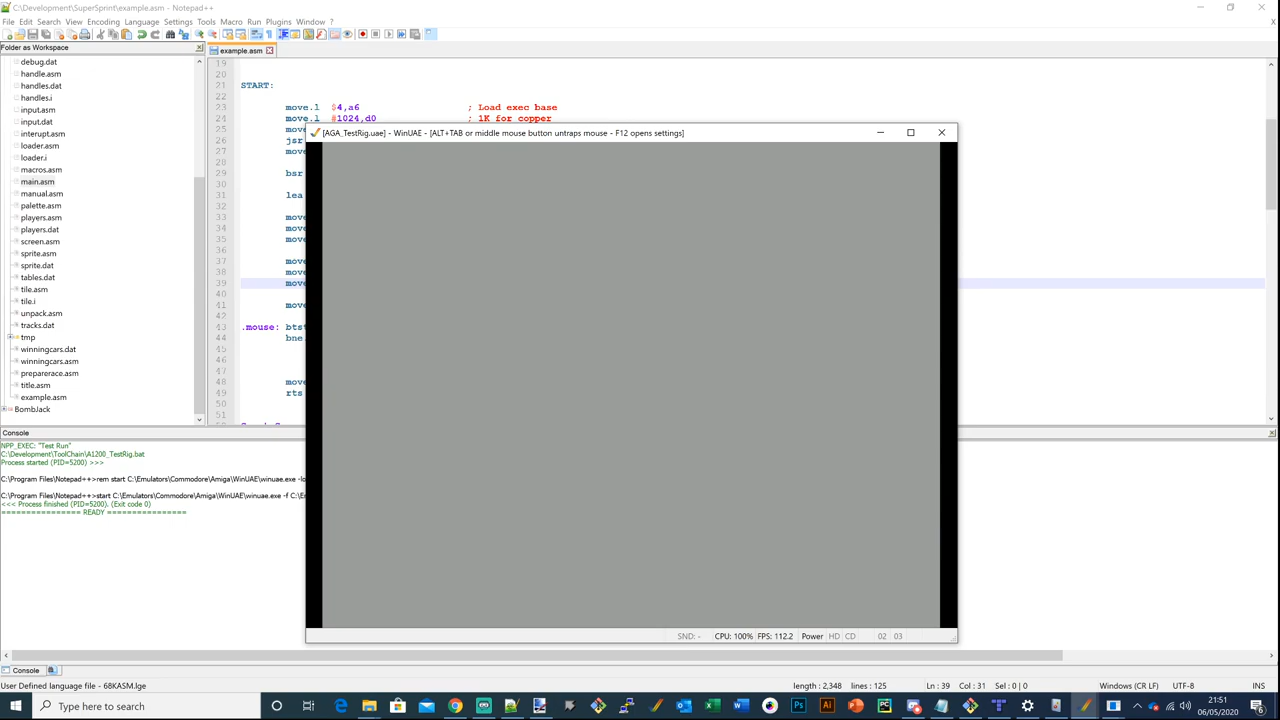 C:\Development\SuperSprint\example.asm - Notepad++
File Edit Search View Encoding Language Settings Tools Macro Run Plugins Window ?
X
Folder as Workspace
example.asm
debug.dat
handle.asm
handles.dat
handles.i
input.asm
input.dat
interupt.asm
loader.asm
loader.i
macros.asm
main.asm
manual.asm
palette.asm
players.asm
players.dat
screen.asm
sprite.asm
sprite.dat
tables.dat
tile.asm
tile.i
unpack.asm
tracks.dat
tmp
winningcars.dat
winningcars.asm
preparerace.asm
title.asm
example.asm
BombJack
19
20
21 START:
22
23 move.l $4,a6 ; Load exec base
24 move.l #1024,d0 ; 1K for copper
25 move
26 jsr
27 move
28
29 bsr
30
31 lea
32
33 move
34 move
35 move
36
37 move
38 move
39 move
40
41 move
42
43 .mouse: btst
44 bne
45
46
47
48 move
49 rts
50
51
[AGA_TestRig.uae] - WinUAE - [ALT+TAB or middle mouse button untraps mouse - F12 opens settings]
SND: - CPU: 100% FPS: 112.2 Power HD CD 02 03
Console
NPP_EXEC: "Test Run"
C:\Development\ToolChain\A1200_TestRig.bat
Process started (PID=5200) >>>
C:\Program Files\Notepad++>rem start C:\Emulators\Commodore\Amiga\WinUAE\winuae.exe
C:\Program Files\Notepad++>start C:\Emulators\Commodore\Amiga\WinUAE\winuae.exe -f
<<< Process finished (PID=5200). (Exit code 0)
================ READY ================
Console
User Defined language file - 68KASM.lge
length : 2,348 lines : 125
Ln : 39 Col : 31 Sel : 0 | 0
Windows (CR LF)
UTF-8
INS
Type here to search
21:51
06/05/2020